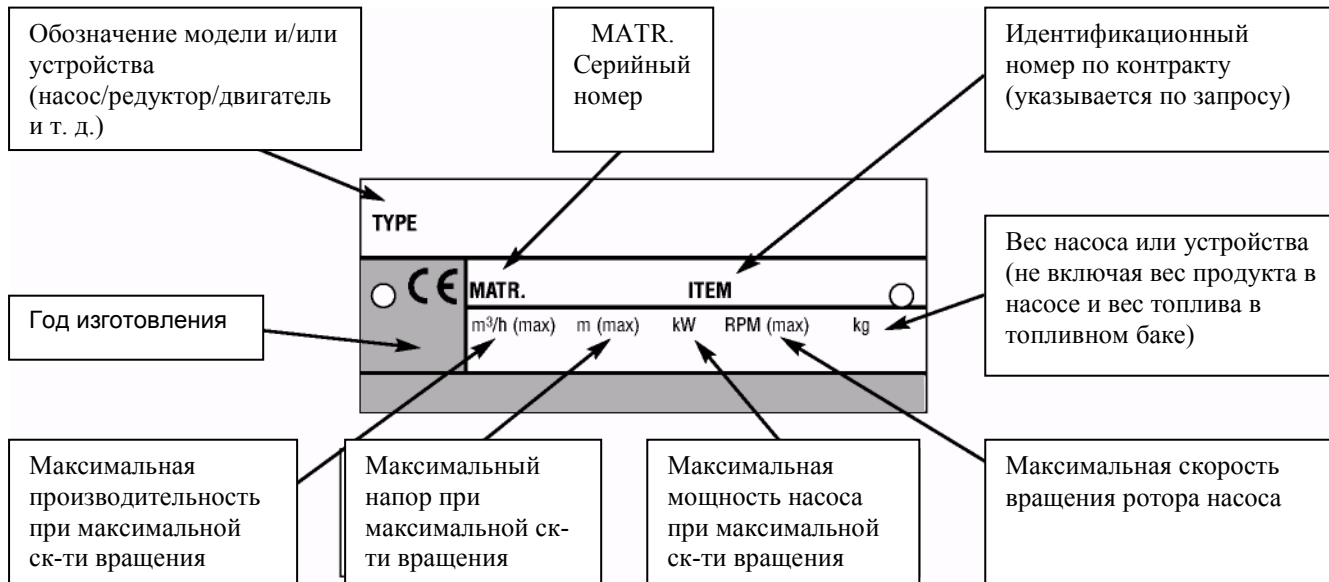 Обозначение модели и/или
устройства
(насос/редуктор/двигатель
и т. д.)
MATR.
Серийный
номер
Идентификационный
номер по контракту
(указывается по запросу)
TYPE
Вес насоса или устройства
(не включая вес продукта в
насосе и вес топлива в
топливном баке)
Год изготовления
CE
MATR. ITEM
m³/h (max) m (max) kW RPM (max) kg
Максимальная
производительность
при максимальной
ск-ти вращения
Максимальный
напор при
максимальной ск-
ти вращения
Максимальная
мощность насоса
при максимальной
ск-ти вращения
Максимальная скорость
вращения ротора насоса